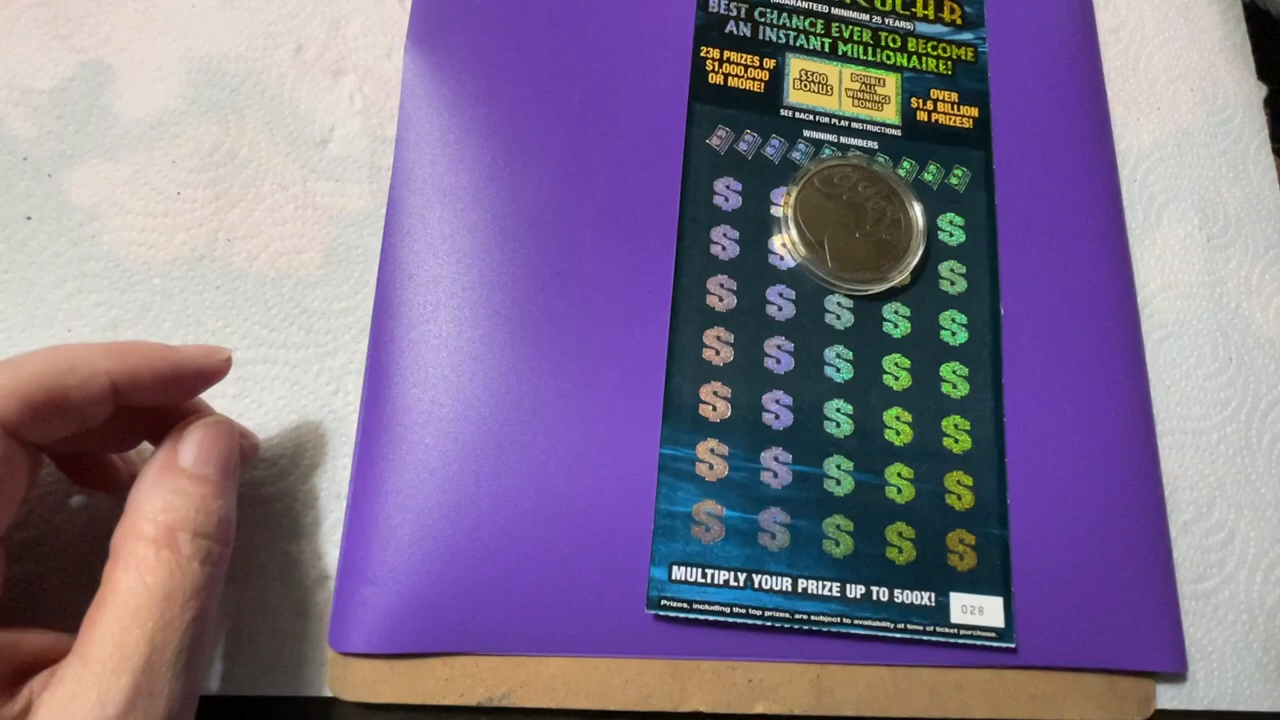 (GUARANTEED MINIMUM 25 YEARS)
BEST CHANCE EVER TO BECOME
AN INSTANT MILLIONAIRE!
236 PRIZES OF
$1,000,000
OR MORE!
$500
BONUS
DOUBLE
ALL
WINNINGS
BONUS
OVER
$1.6 BILLION
IN PRIZES!
SEE BACK FOR PLAY INSTRUCTIONS
WINNING NUMBERS
MULTIPLY YOUR PRIZE UP TO 500X!
028
Prizes, including the top prizes, are subject to availability at time of ticket purchase.